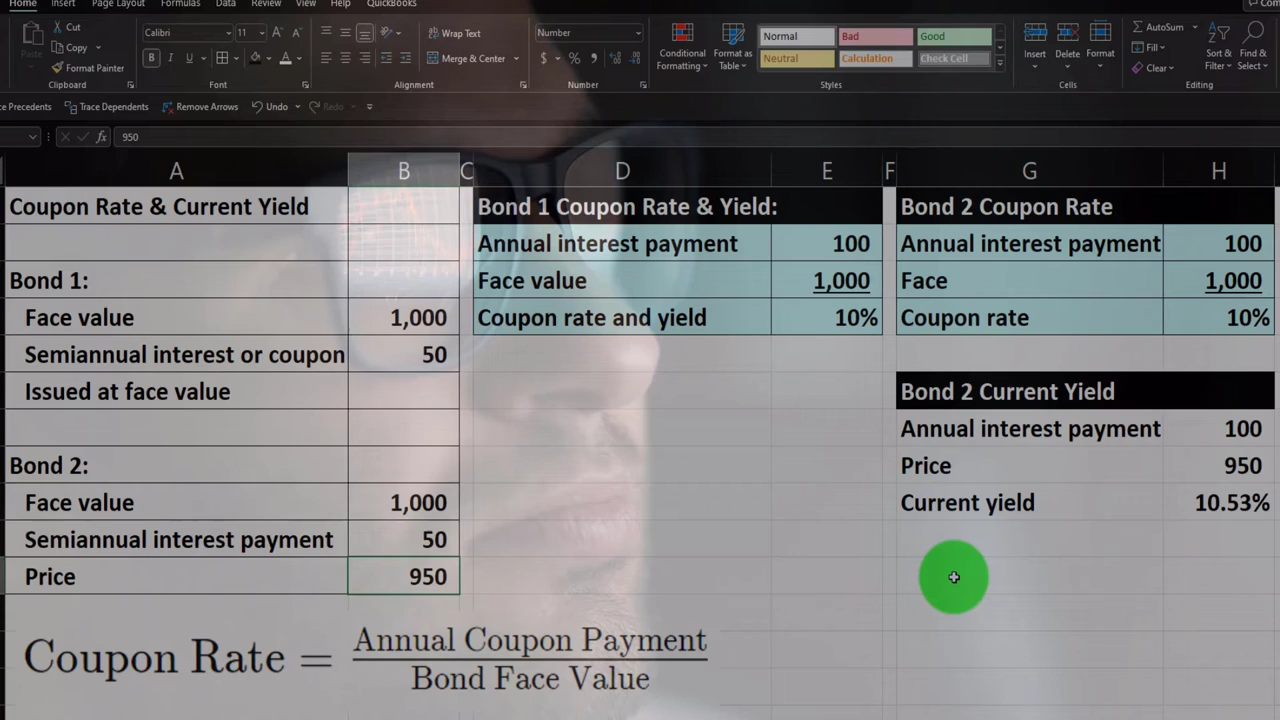 Home Insert Page Layout Formulas Data Review View Help QuickBooks
Cut
Copy
Format Painter
Paste
Clipboard
Calibri 11
B I U
Font
Wrap Text
Merge & Center
Alignment
Number
$ % ,
Number
Conditional Formatting
Format as Table
Normal Bad Good
Neutral Calculation Check Cell
Styles
Insert Delete Format
Cells
AutoSum
Fill
Clear
Sort & Filter
Find & Select
Editing
Trace Dependents Remove Arrows Undo Redo
fx 950
A B C D E F G H
Coupon Rate & Current Yield Bond 1 Coupon Rate & Yield: Bond 2 Coupon Rate
Annual interest payment 100 Annual interest payment 100
Bond 1: Face value 1,000 Face 1,000
Face value 1,000 Coupon rate and yield 10% Coupon rate 10%
Semiannual interest or coupon 50
Issued at face value Bond 2 Current Yield
Annual interest payment 100
Bond 2: Price 950
Face value 1,000 Current yield 10.53%
Semiannual interest payment 50
Price 950
Coupon Rate = Annual Coupon Payment
Bond Face Value